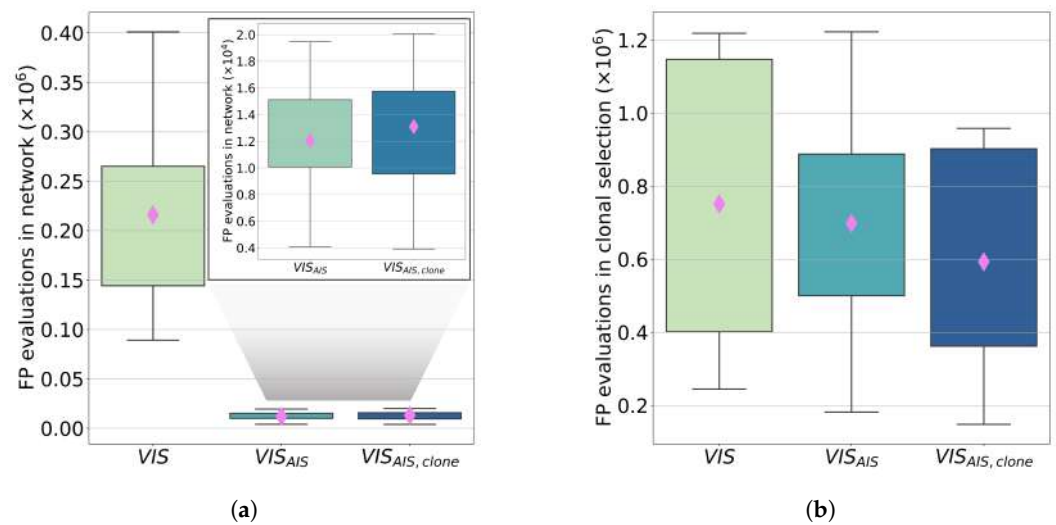 FP evaluations in network (×10⁶)
0.40
0.35
0.30
0.25
0.20
0.15
0.10
0.05
0.00
VIS
VIS_AIS
VIS_AIS, clone
FP evaluations in network (×10⁴)
2.0
1.8
1.6
1.4
1.2
1.0
0.8
0.6
0.4
VIS_AIS
VIS_AIS, clone
(a)
FP evaluations in clonal selection (×10⁶)
1.2
1.0
0.8
0.6
0.4
0.2
VIS
VIS_AIS
VIS_AIS, clone
(b)